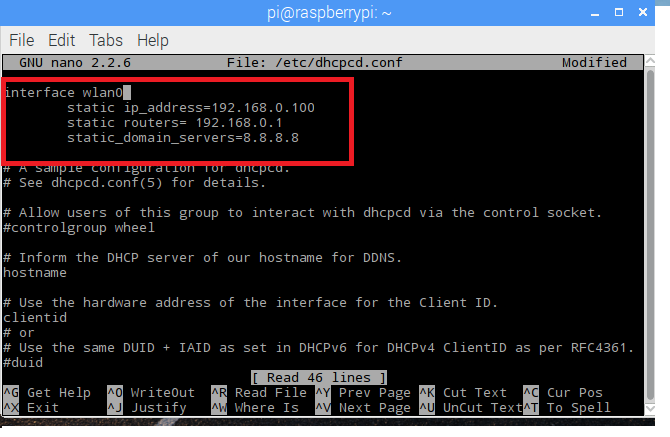 pi@raspberrypi: ~
File Edit Tabs Help
GNU nano 2.2.6 File: /etc/dhcpcd.conf Modified
interface wlan0
static ip_address=192.168.0.100
static routers= 192.168.0.1
static_domain_servers=8.8.8.8
# A sample configuration for dhcpcd.
# See dhcpcd.conf(5) for details.
# Allow users of this group to interact with dhcpcd via the control socket.
#controlgroup wheel
# Inform the DHCP server of our hostname for DDNS.
hostname
# Use the hardware address of the interface for the Client ID.
clientid
# or
# Use the same DUID + IAID as set in DHCPv6 for DHCPv4 ClientID as per RFC4361.
#duid
[ Read 46 lines ]
^G Get Help ^O WriteOut ^R Read File ^Y Prev Page ^K Cut Text ^C Cur Pos
^X Exit ^J Justify ^W Where Is ^V Next Page ^U UnCut Text ^T To Spell